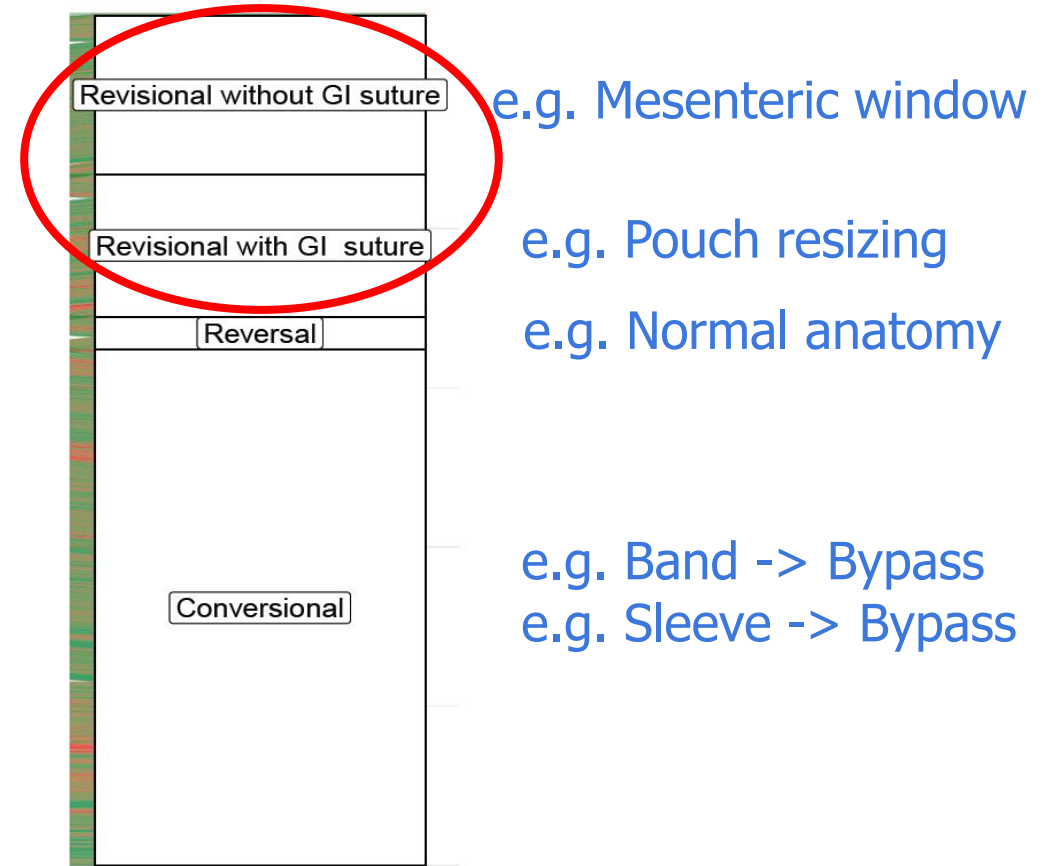 Revisional without GI suture
e.g. Mesenteric window
Revisional with GI suture
e.g. Pouch resizing
Reversal
e.g. Normal anatomy
Conversional
e.g. Band -> Bypass
e.g. Sleeve -> Bypass